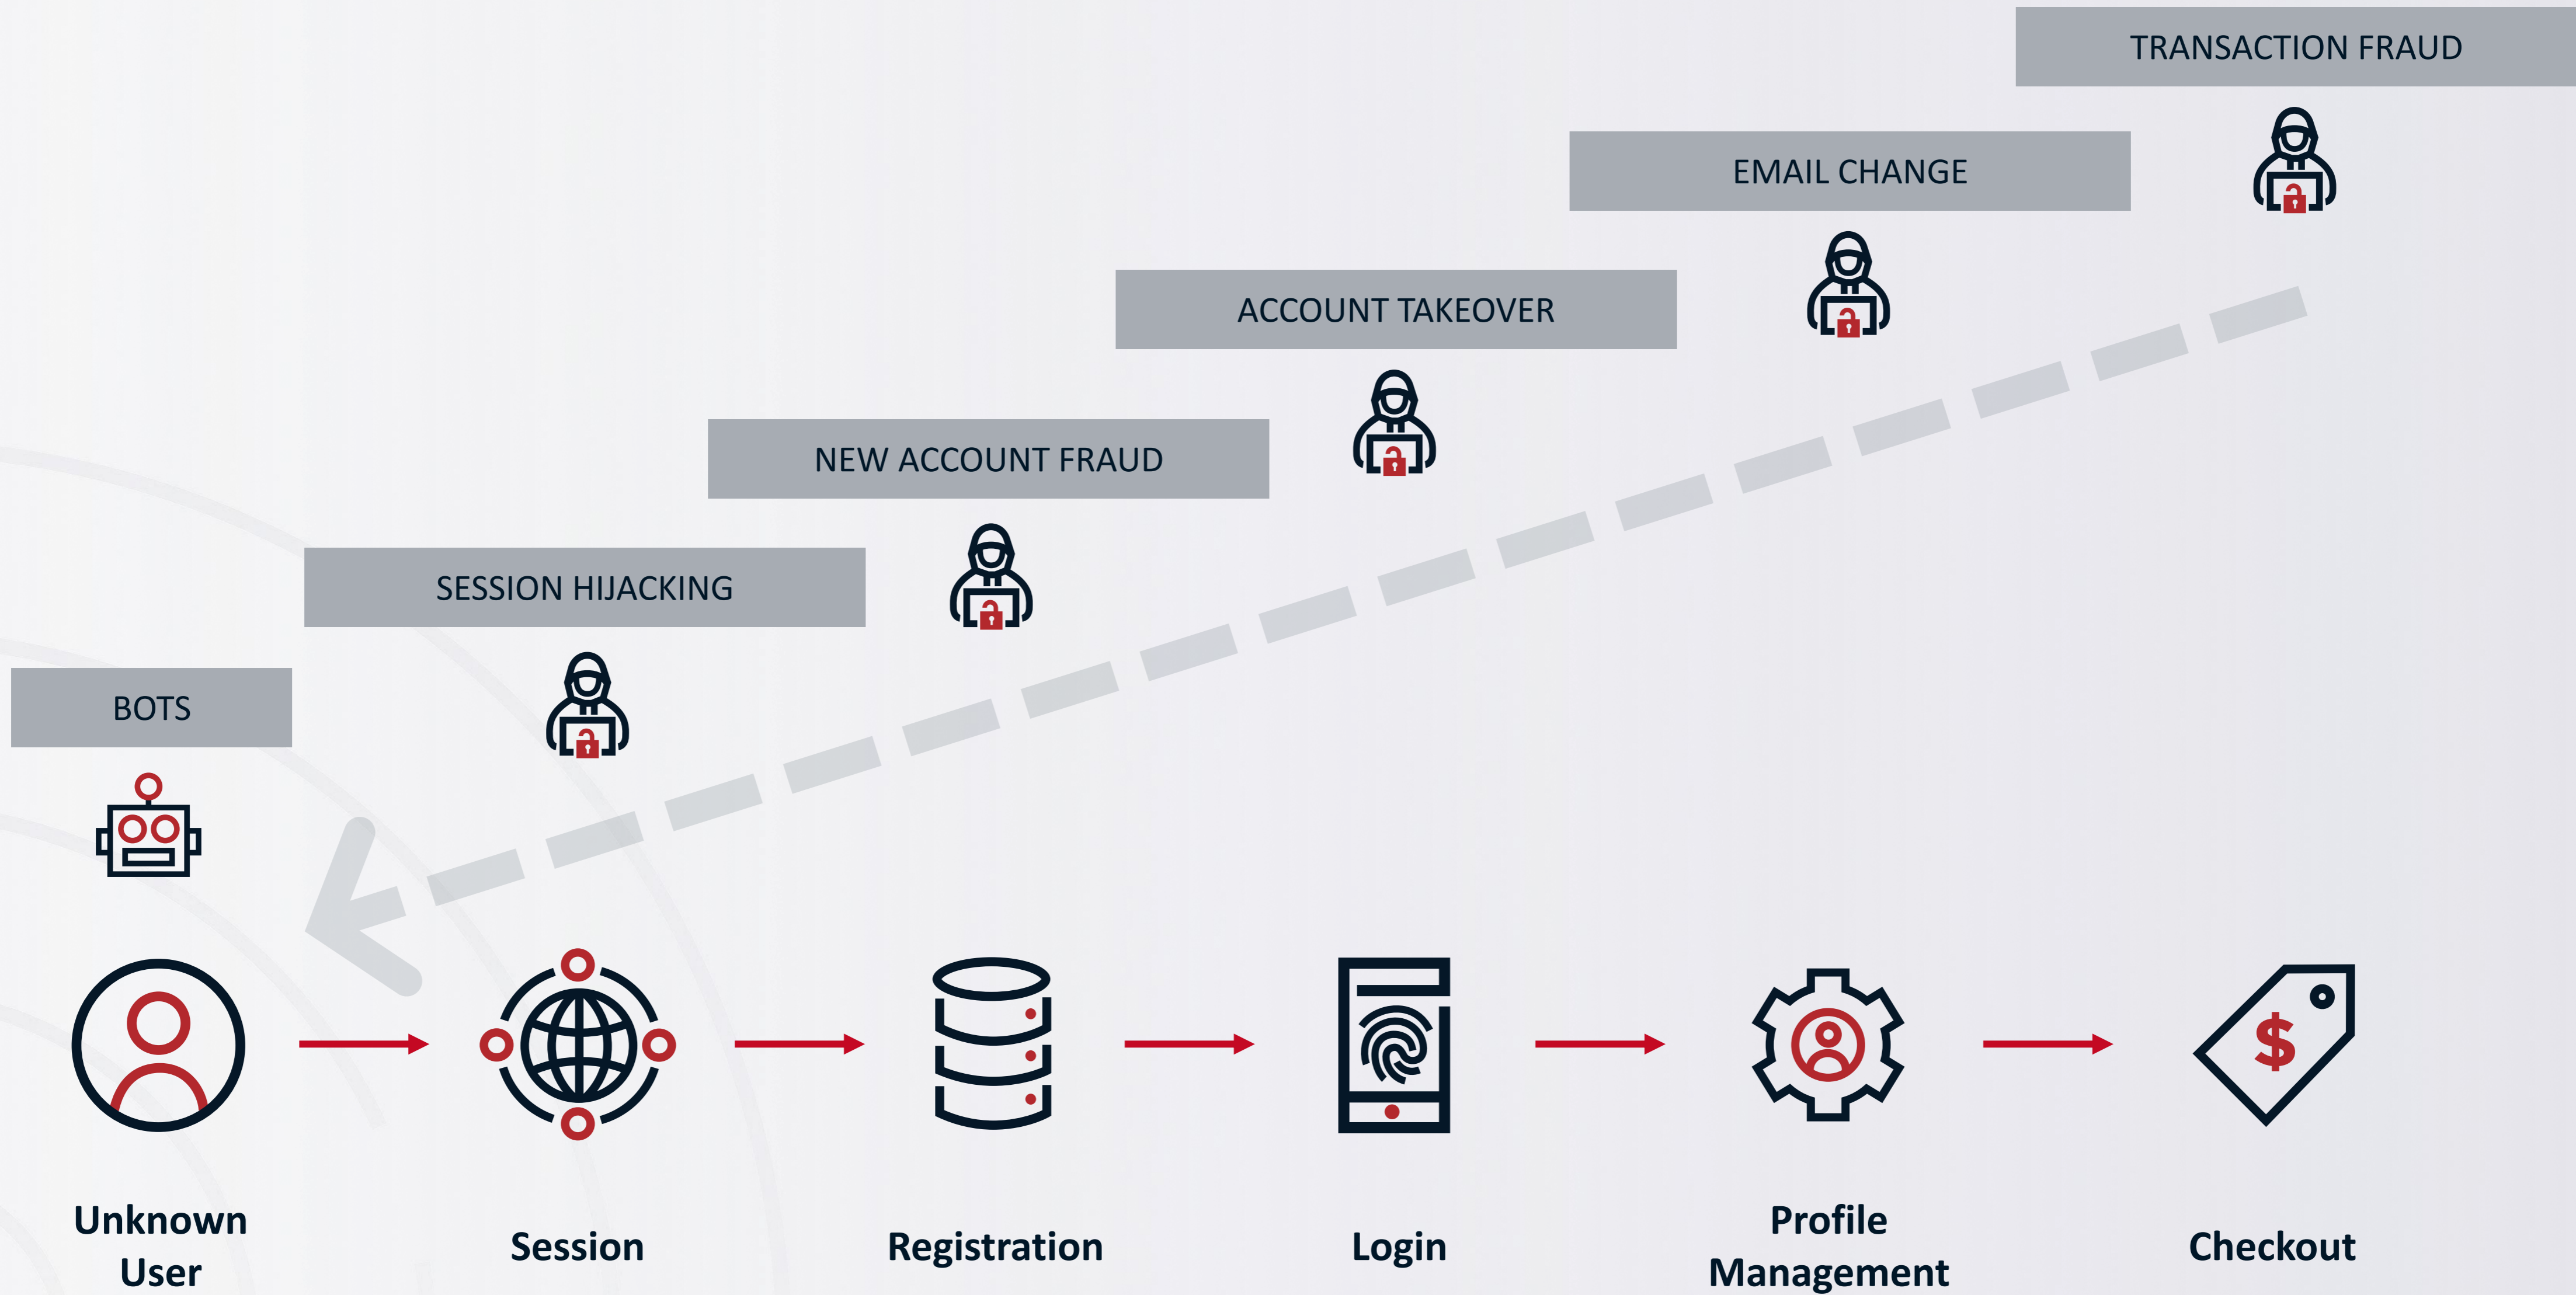 TRANSACTION FRAUD
EMAIL CHANGE
ACCOUNT TAKEOVER
NEW ACCOUNT FRAUD
SESSION HIJACKING
BOTS
$
Unknown
User
Session
Registration
Login
Profile
Management
Checkout